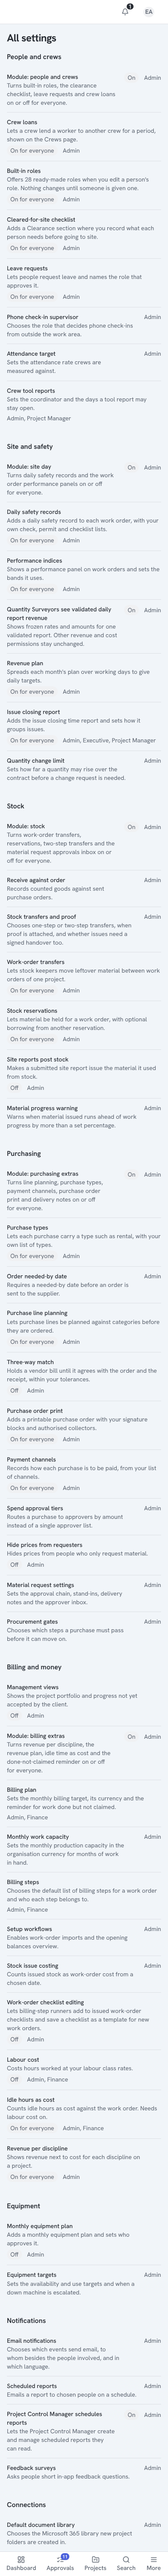 1
EA
All settings
People and crews
Module: people and crews
On Admin
Turns built-in roles, the clearance
checklist, leave requests and crew loans
on or off for everyone.
Crew loans
Lets a crew lend a worker to another crew for a period,
shown on the Crews page.
On for everyone Admin
Built-in roles
Offers 28 ready-made roles when you edit a person's
role. Nothing changes until someone is given one.
On for everyone Admin
Cleared-for-site checklist
Adds a Clearance section where you record what each
person needs before going to site.
On for everyone Admin
Leave requests
Lets people request leave and names the role that
approves it.
On for everyone Admin
Phone check-in supervisor
Admin
Chooses the role that decides phone check-ins
from outside the work area.
Attendance target
Admin
Sets the attendance rate crews are
measured against.
Crew tool reports
Sets the coordinator and the days a tool report may
stay open.
Admin, Project Manager
Site and safety
Module: site day
On Admin
Turns daily safety records and the work
order performance panels on or off
for everyone.
Daily safety records
Adds a daily safety record to each work order, with your
own check, permit and checklist lists.
On for everyone Admin
Performance indices
Shows a performance panel on work orders and sets the
bands it uses.
On for everyone Admin
Quantity Surveyors see validated daily
report revenue
On Admin
Shows frozen rates and amounts for one
validated report. Other revenue and cost
permissions stay unchanged.
Revenue plan
Spreads each month's plan over working days to give
daily targets.
On for everyone Admin
Issue closing report
Adds the issue closing time report and sets how it
groups issues.
On for everyone Admin, Executive, Project Manager
Quantity change limit
Admin
Sets how far a quantity may rise over the
contract before a change request is needed.
Stock
Module: stock
On Admin
Turns work-order transfers,
reservations, two-step transfers and the
material request approvals inbox on or
off for everyone.
Receive against order
Admin
Records counted goods against sent
purchase orders.
Stock transfers and proof
Admin
Chooses one-step or two-step transfers, when
proof is attached, and whether issues need a
signed handover too.
Work-order transfers
Lets stock keepers move leftover material between work
orders of one project.
On for everyone Admin
Stock reservations
Lets material be held for a work order, with optional
borrowing from another reservation.
On for everyone Admin
Site reports post stock
Makes a submitted site report issue the material it used
from stock.
Off Admin
Material progress warning
Admin
Warns when material issued runs ahead of work
progress by more than a set percentage.
Purchasing
Module: purchasing extras
On Admin
Turns line planning, purchase types,
payment channels, purchase order
print and delivery notes on or off
for everyone.
Purchase types
Lets each purchase carry a type such as rental, with your
own list of types.
On for everyone Admin
Order needed-by date
Admin
Requires a needed-by date before an order is
sent to the supplier.
Purchase line planning
Lets purchase lines be planned against categories before
they are ordered.
On for everyone Admin
Three-way match
Holds a vendor bill until it agrees with the order and the
receipt, within your tolerances.
Off Admin
Purchase order print
Adds a printable purchase order with your signature
blocks and authorised collectors.
On for everyone Admin
Payment channels
Records how each purchase is to be paid, from your list
of channels.
On for everyone Admin
Spend approval tiers
Admin
Routes a purchase to approvers by amount
instead of a single approver list.
Hide prices from requesters
Hides prices from people who only request material.
Off Admin
Material request settings
Admin
Sets the approval chain, stand-ins, delivery
notes and the approver inbox.
Procurement gates
Admin
Chooses which steps a purchase must pass
before it can move on.
Billing and money
Management views
Shows the project portfolio and progress not yet
accepted by the client.
Off Admin
Module: billing extras
On Admin
Turns revenue per discipline, the
revenue plan, idle time as cost and the
done-not-claimed reminder on or off
for everyone.
Billing plan
Sets the monthly billing target, its currency and the
reminder for work done but not claimed.
Admin, Finance
Monthly work capacity
Admin
Sets the monthly production capacity in the
organisation currency for months of work
in hand.
Billing steps
Chooses the default list of billing steps for a work order
and who each step belongs to.
Admin, Finance
Setup workflows
Admin
Enables work-order imports and the opening
balances overview.
Stock issue costing
Admin
Counts issued stock as work-order cost from a
chosen date.
Work-order checklist editing
Lets billing-step runners add to issued work-order
checklists and save a checklist as a template for new
work orders.
Off Admin
Labour cost
Costs hours worked at your labour class rates.
Off Admin, Finance
Idle hours as cost
Counts idle hours as cost against the work order. Needs
labour cost on.
On for everyone Admin, Finance
Revenue per discipline
Shows revenue next to cost for each discipline on
a project.
On for everyone Admin
Equipment
Monthly equipment plan
Adds a monthly equipment plan and sets who
approves it.
Off Admin
Equipment targets
Admin
Sets the availability and use targets and when a
down machine is escalated.
Notifications
Email notifications
Admin
Chooses which events send email, to
whom besides the people involved, and in
which language.
Scheduled reports
Admin
Emails a report to chosen people on a schedule.
Project Control Manager schedules
reports
On Admin
Lets the Project Control Manager create
and manage scheduled reports they
can read.
Feedback surveys
Admin
Asks people short in-app feedback questions.
Connections
Default document library
Admin
Chooses the Microsoft 365 library new project
folders are created in.
11
Dashboard Approvals Projects Search More